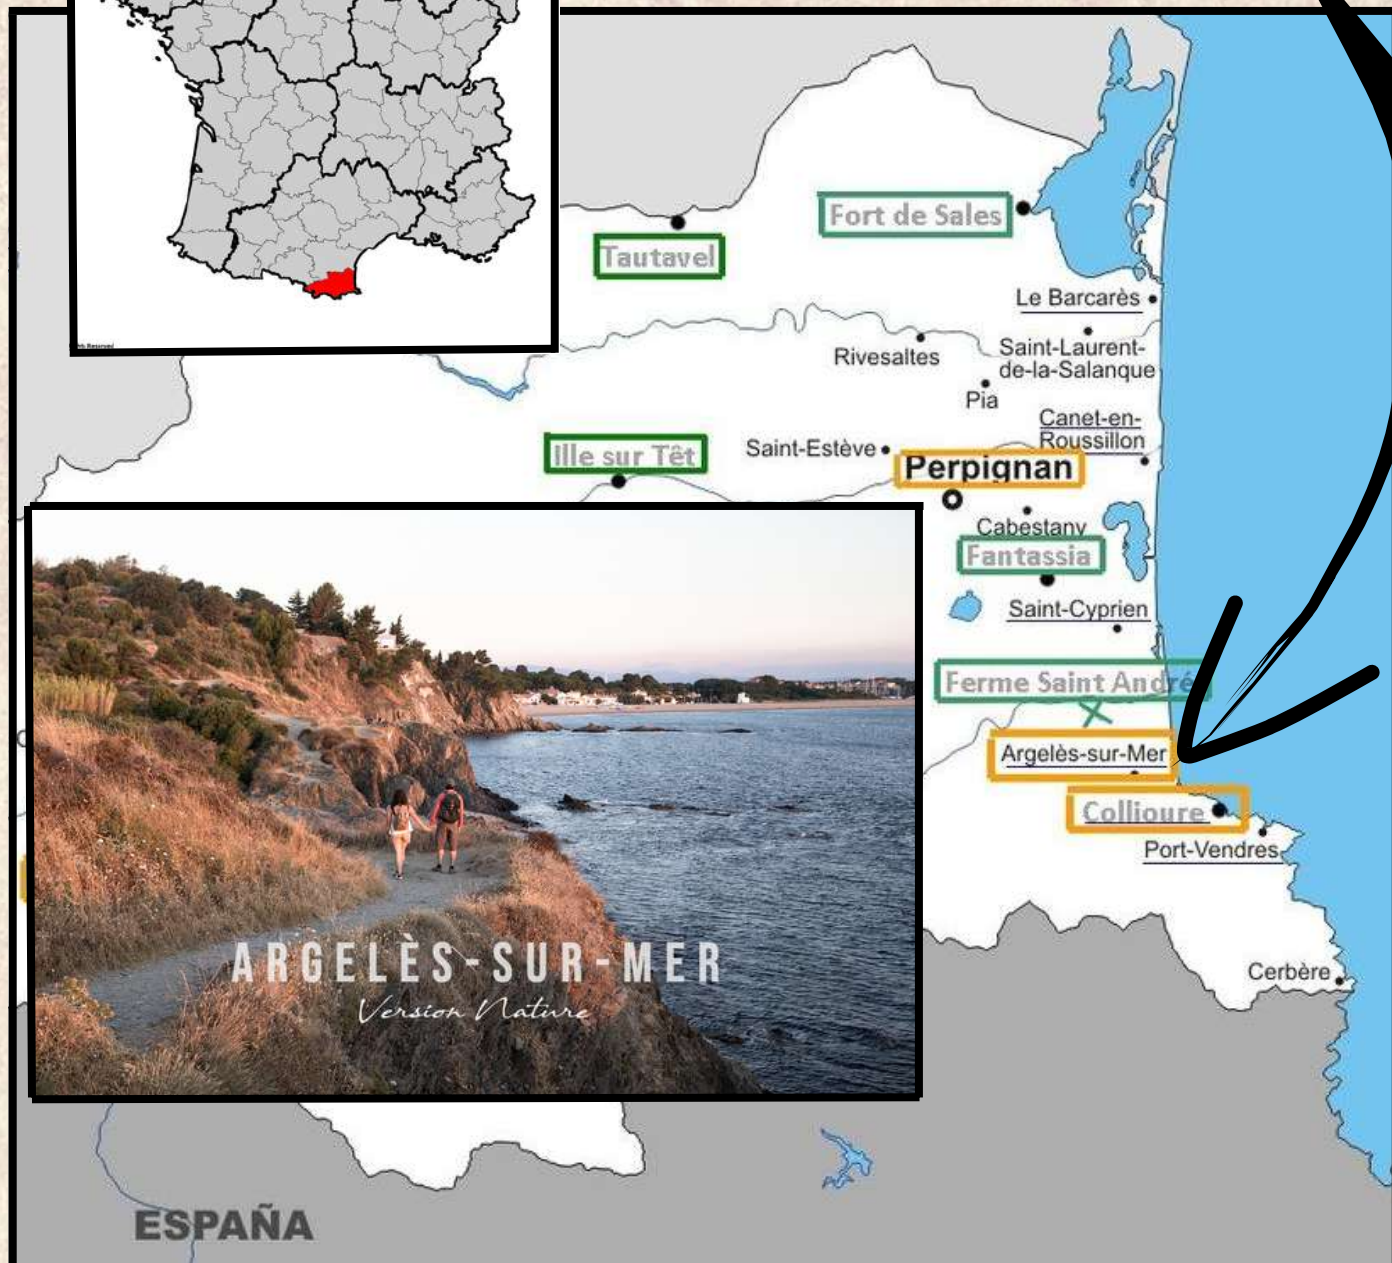 Fort de Sales
Tautavel
Le Barcarès
Rivesaltes
Saint-Laurent-
de-la-Salanque
Pia
Canet-en-
Roussillon
Ille sur Têt
Saint-Estève
Perpignan
Cabestany
Fantassia
Saint-Cyprien
Ferme Saint André
Argelès-sur-Mer
Collioure
Port-Vendres
ARGELÈS-SUR-MER
Version Nature
Cerbère
ESPAÑA